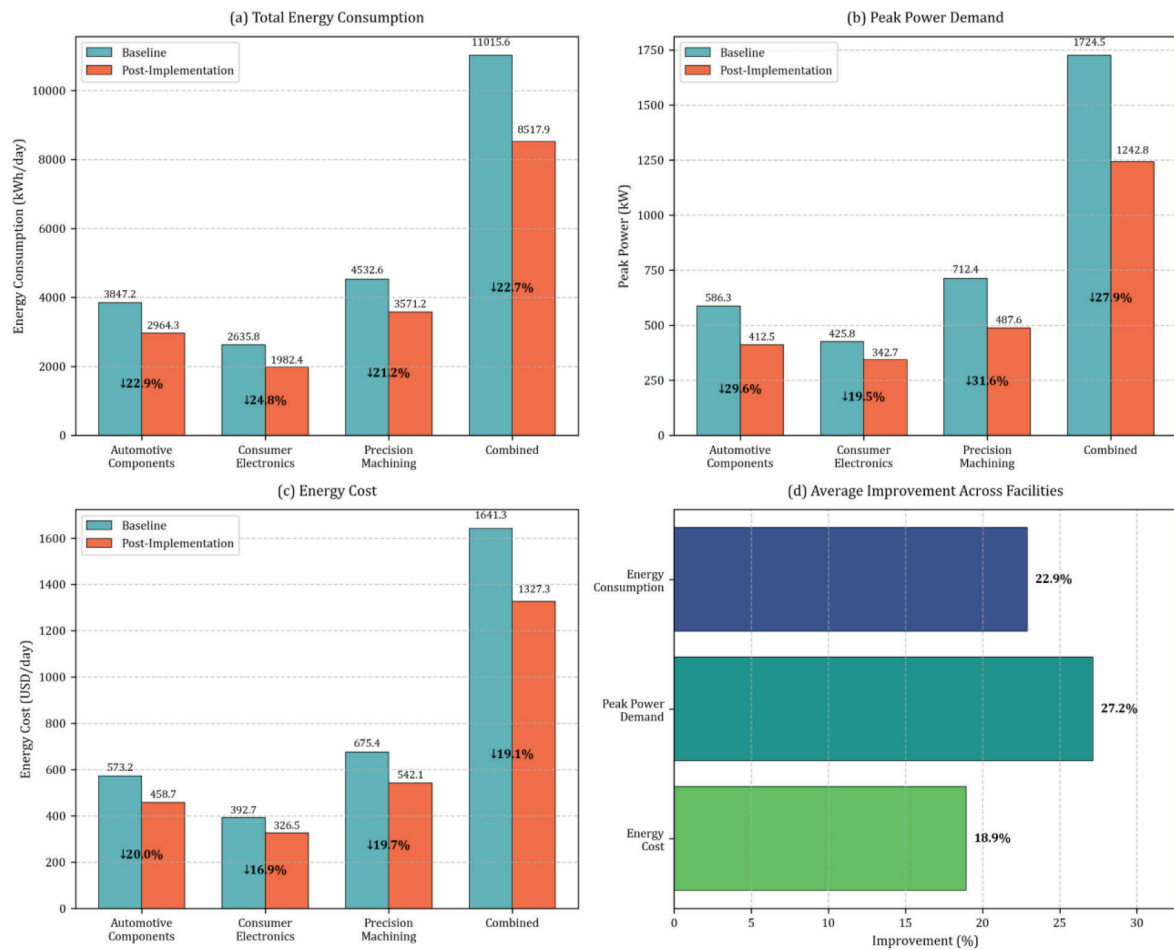 (a) Total Energy Consumption
Baseline
Post-Implementation
Energy Consumption (kWh/day)
10000
8000
6000
4000
2000
0
3847.2
2964.3
↓22.9%
2635.8
1982.4
↓24.8%
4532.6
3571.2
↓21.2%
11015.6
8517.9
↓22.7%
Automotive
Components
Consumer
Electronics
Precision
Machining
Combined
(b) Peak Power Demand
Baseline
Post-Implementation
Peak Power (kW)
1750
1500
1250
1000
750
500
250
0
586.3
412.5
↓29.6%
425.8
342.7
↓19.5%
712.4
487.6
↓31.6%
1724.5
1242.8
↓27.9%
Automotive
Components
Consumer
Electronics
Precision
Machining
Combined
(c) Energy Cost
Baseline
Post-Implementation
Energy Cost (USD/day)
1600
1400
1200
1000
800
600
400
200
0
573.2
458.7
↓20.0%
392.7
326.5
↓16.9%
675.4
542.1
↓19.7%
1641.3
1327.3
↓19.1%
Automotive
Components
Consumer
Electronics
Precision
Machining
Combined
(d) Average Improvement Across Facilities
Energy
Consumption
22.9%
Peak Power
Demand
27.2%
Energy
Cost
18.9%
0
5
10
15
20
25
30
Improvement (%)